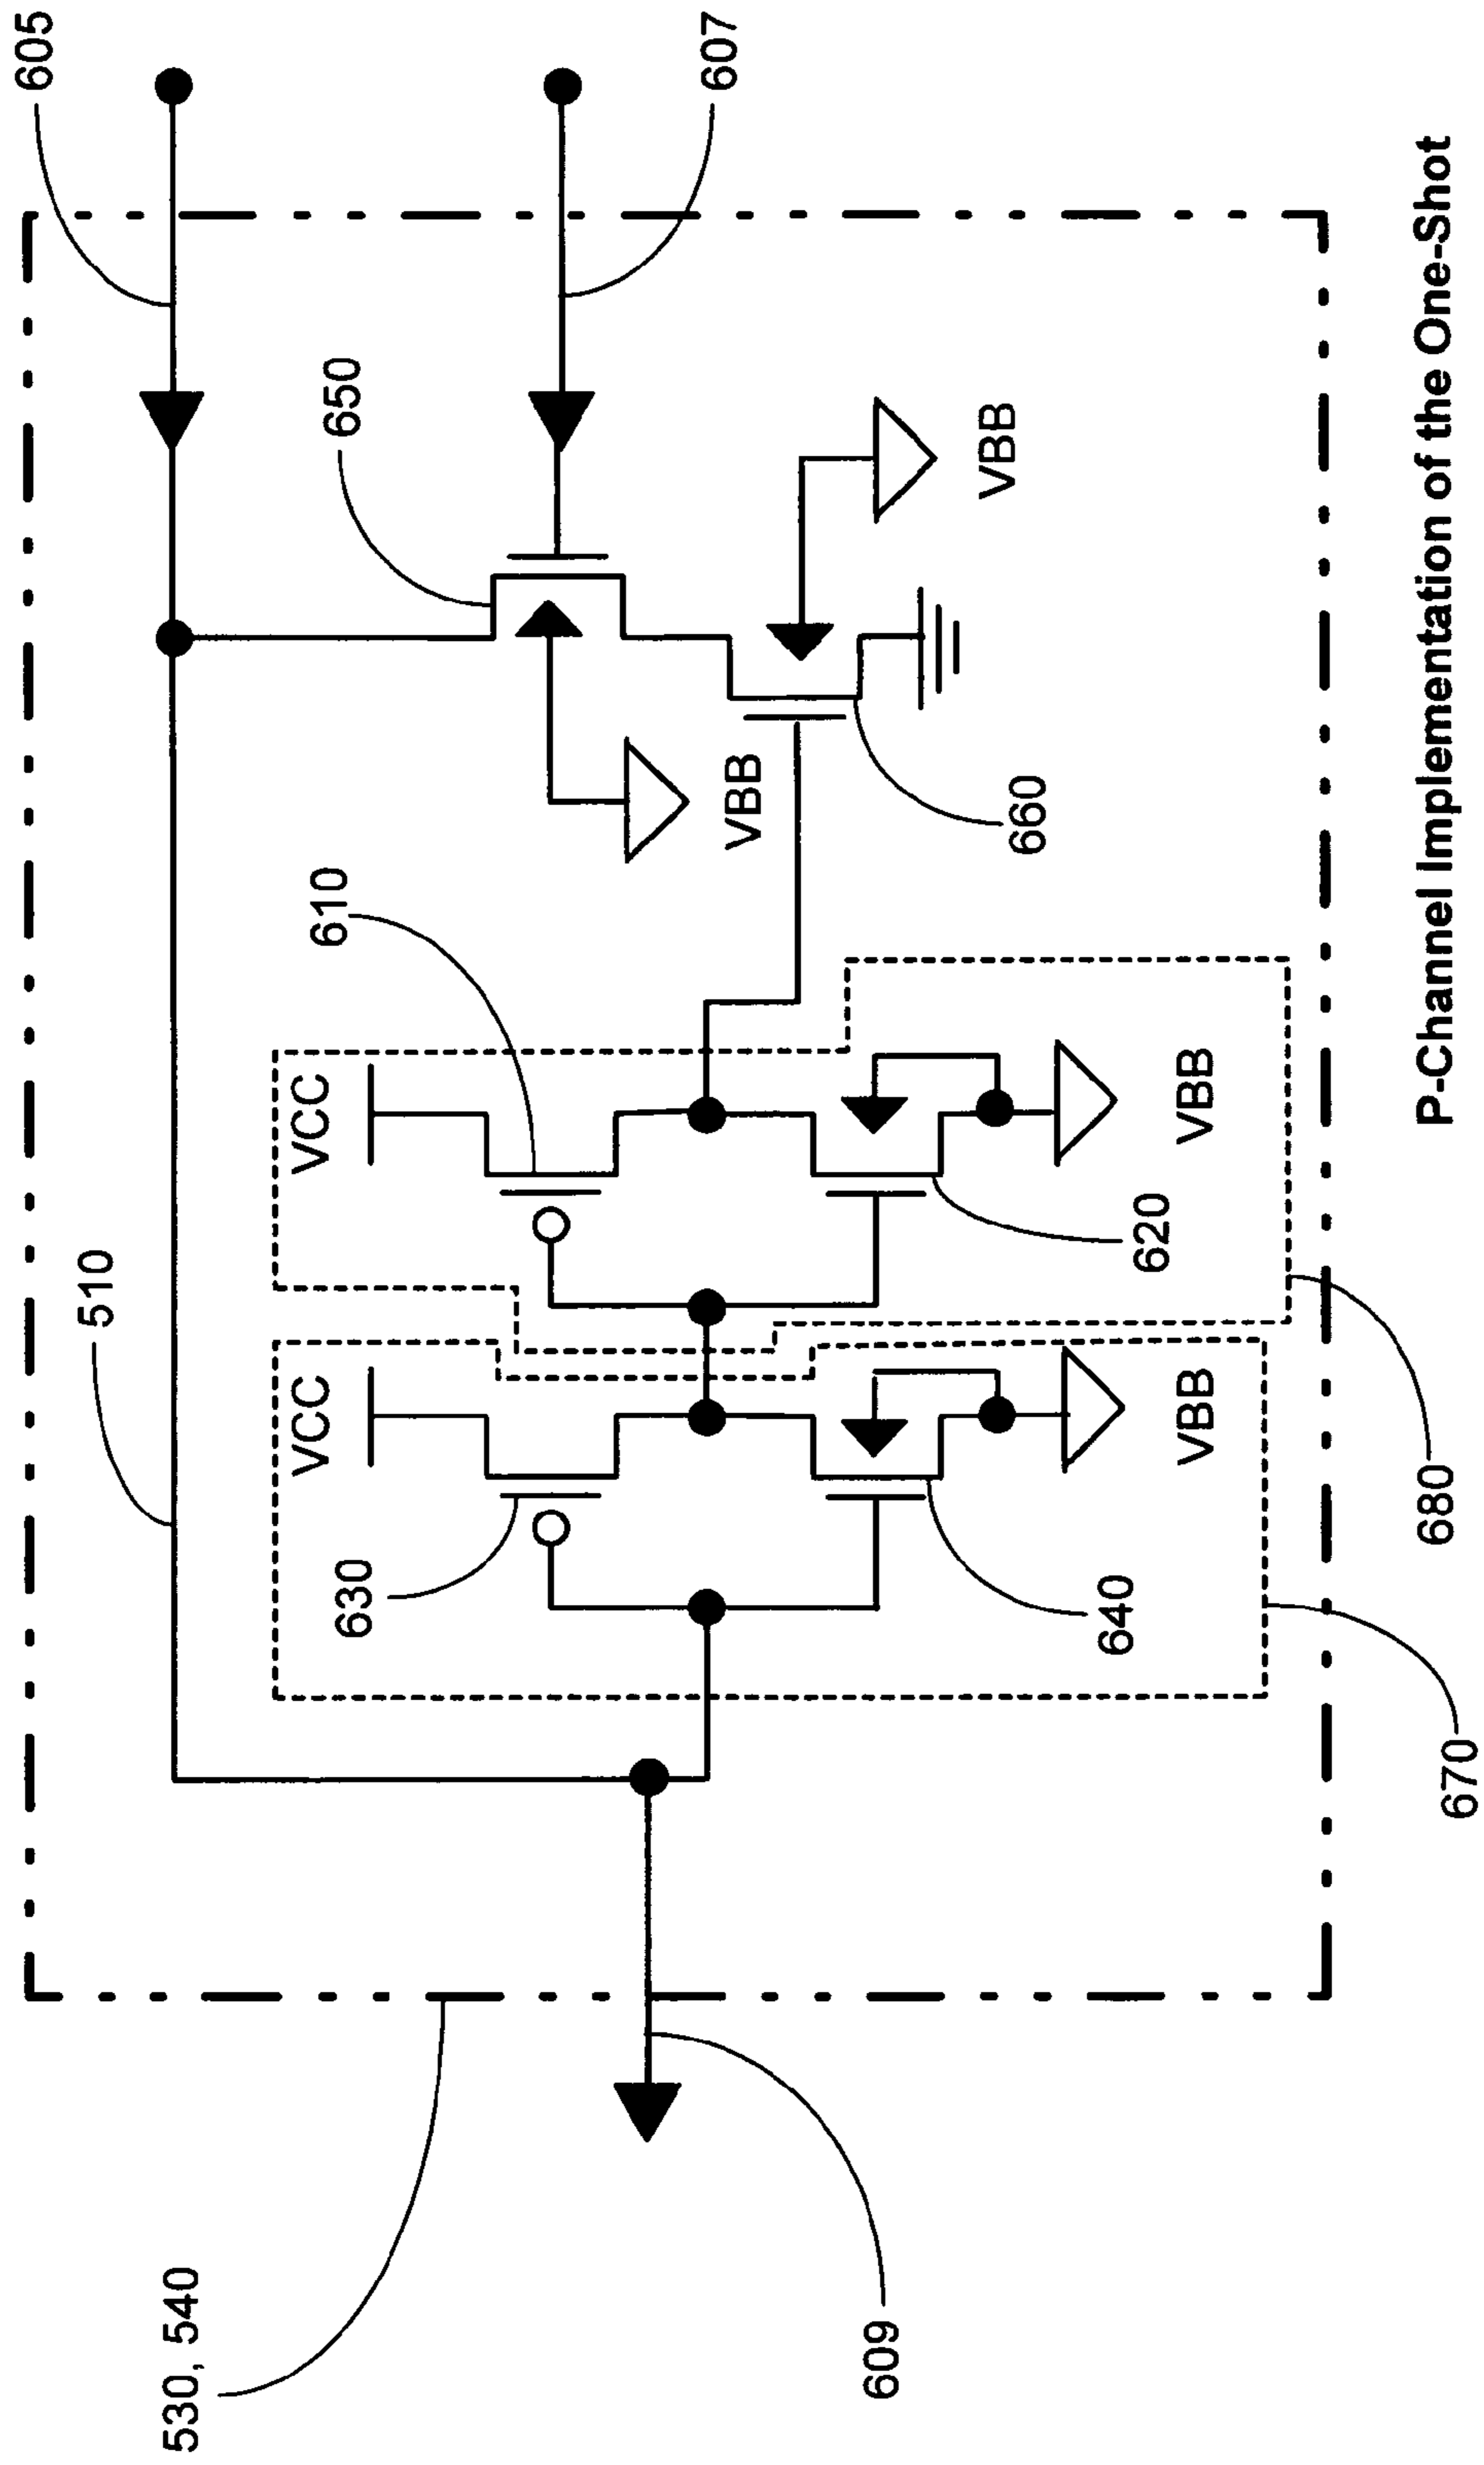 605
607
650
VBB
VBB
660
610
VCC
VBB
620
510
VCC
VBB
630
640
680
670
530, 540
609
P-Channel Implementation of the One-Shot